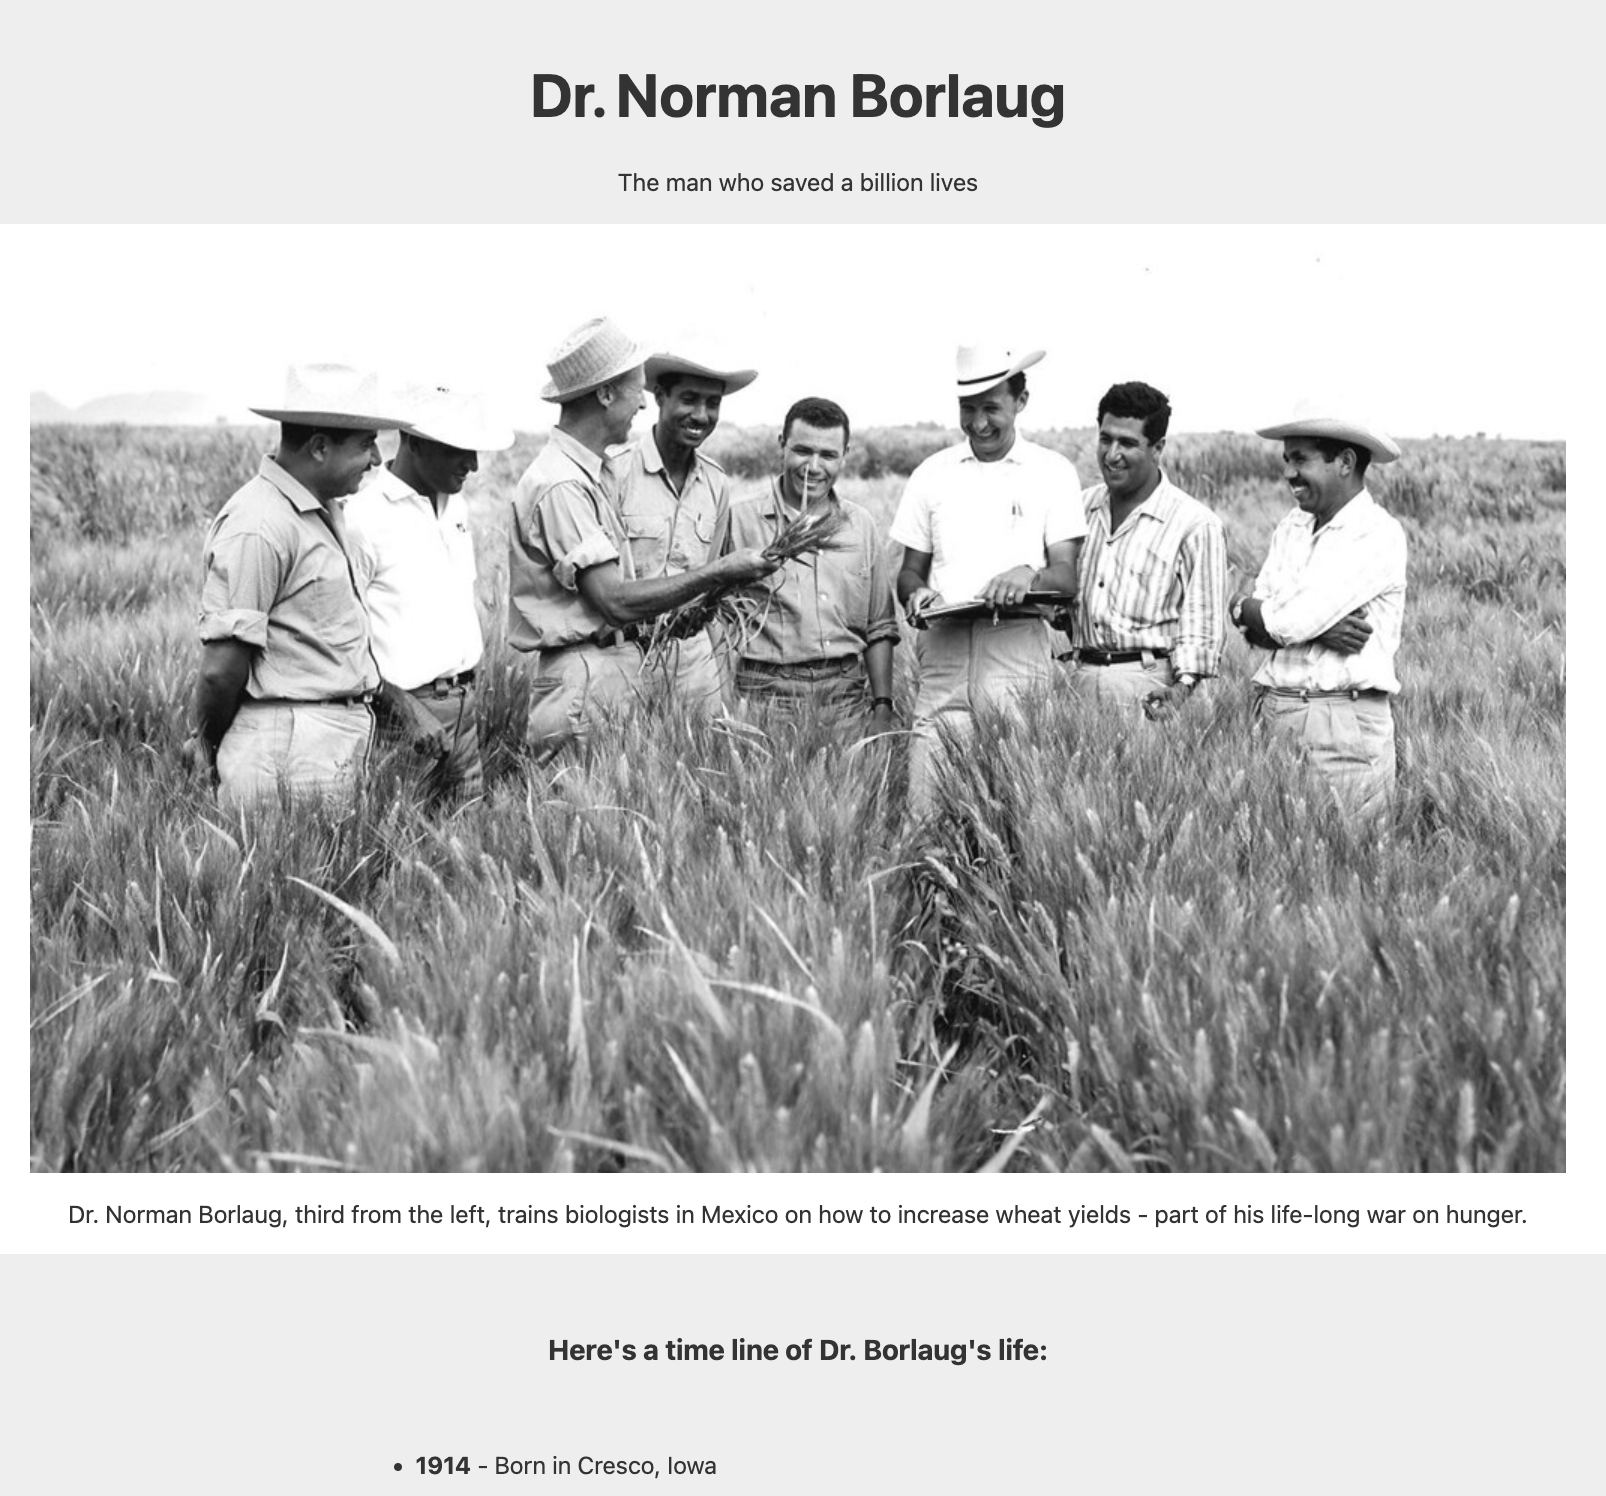 Dr. Norman Borlaug
The man who saved a billion lives
Dr. Norman Borlaug, third from the left, trains biologists in Mexico on how to increase wheat yields - part of his life-long war on hunger.
Here's a time line of Dr. Borlaug's life:
• 1914 - Born in Cresco, Iowa